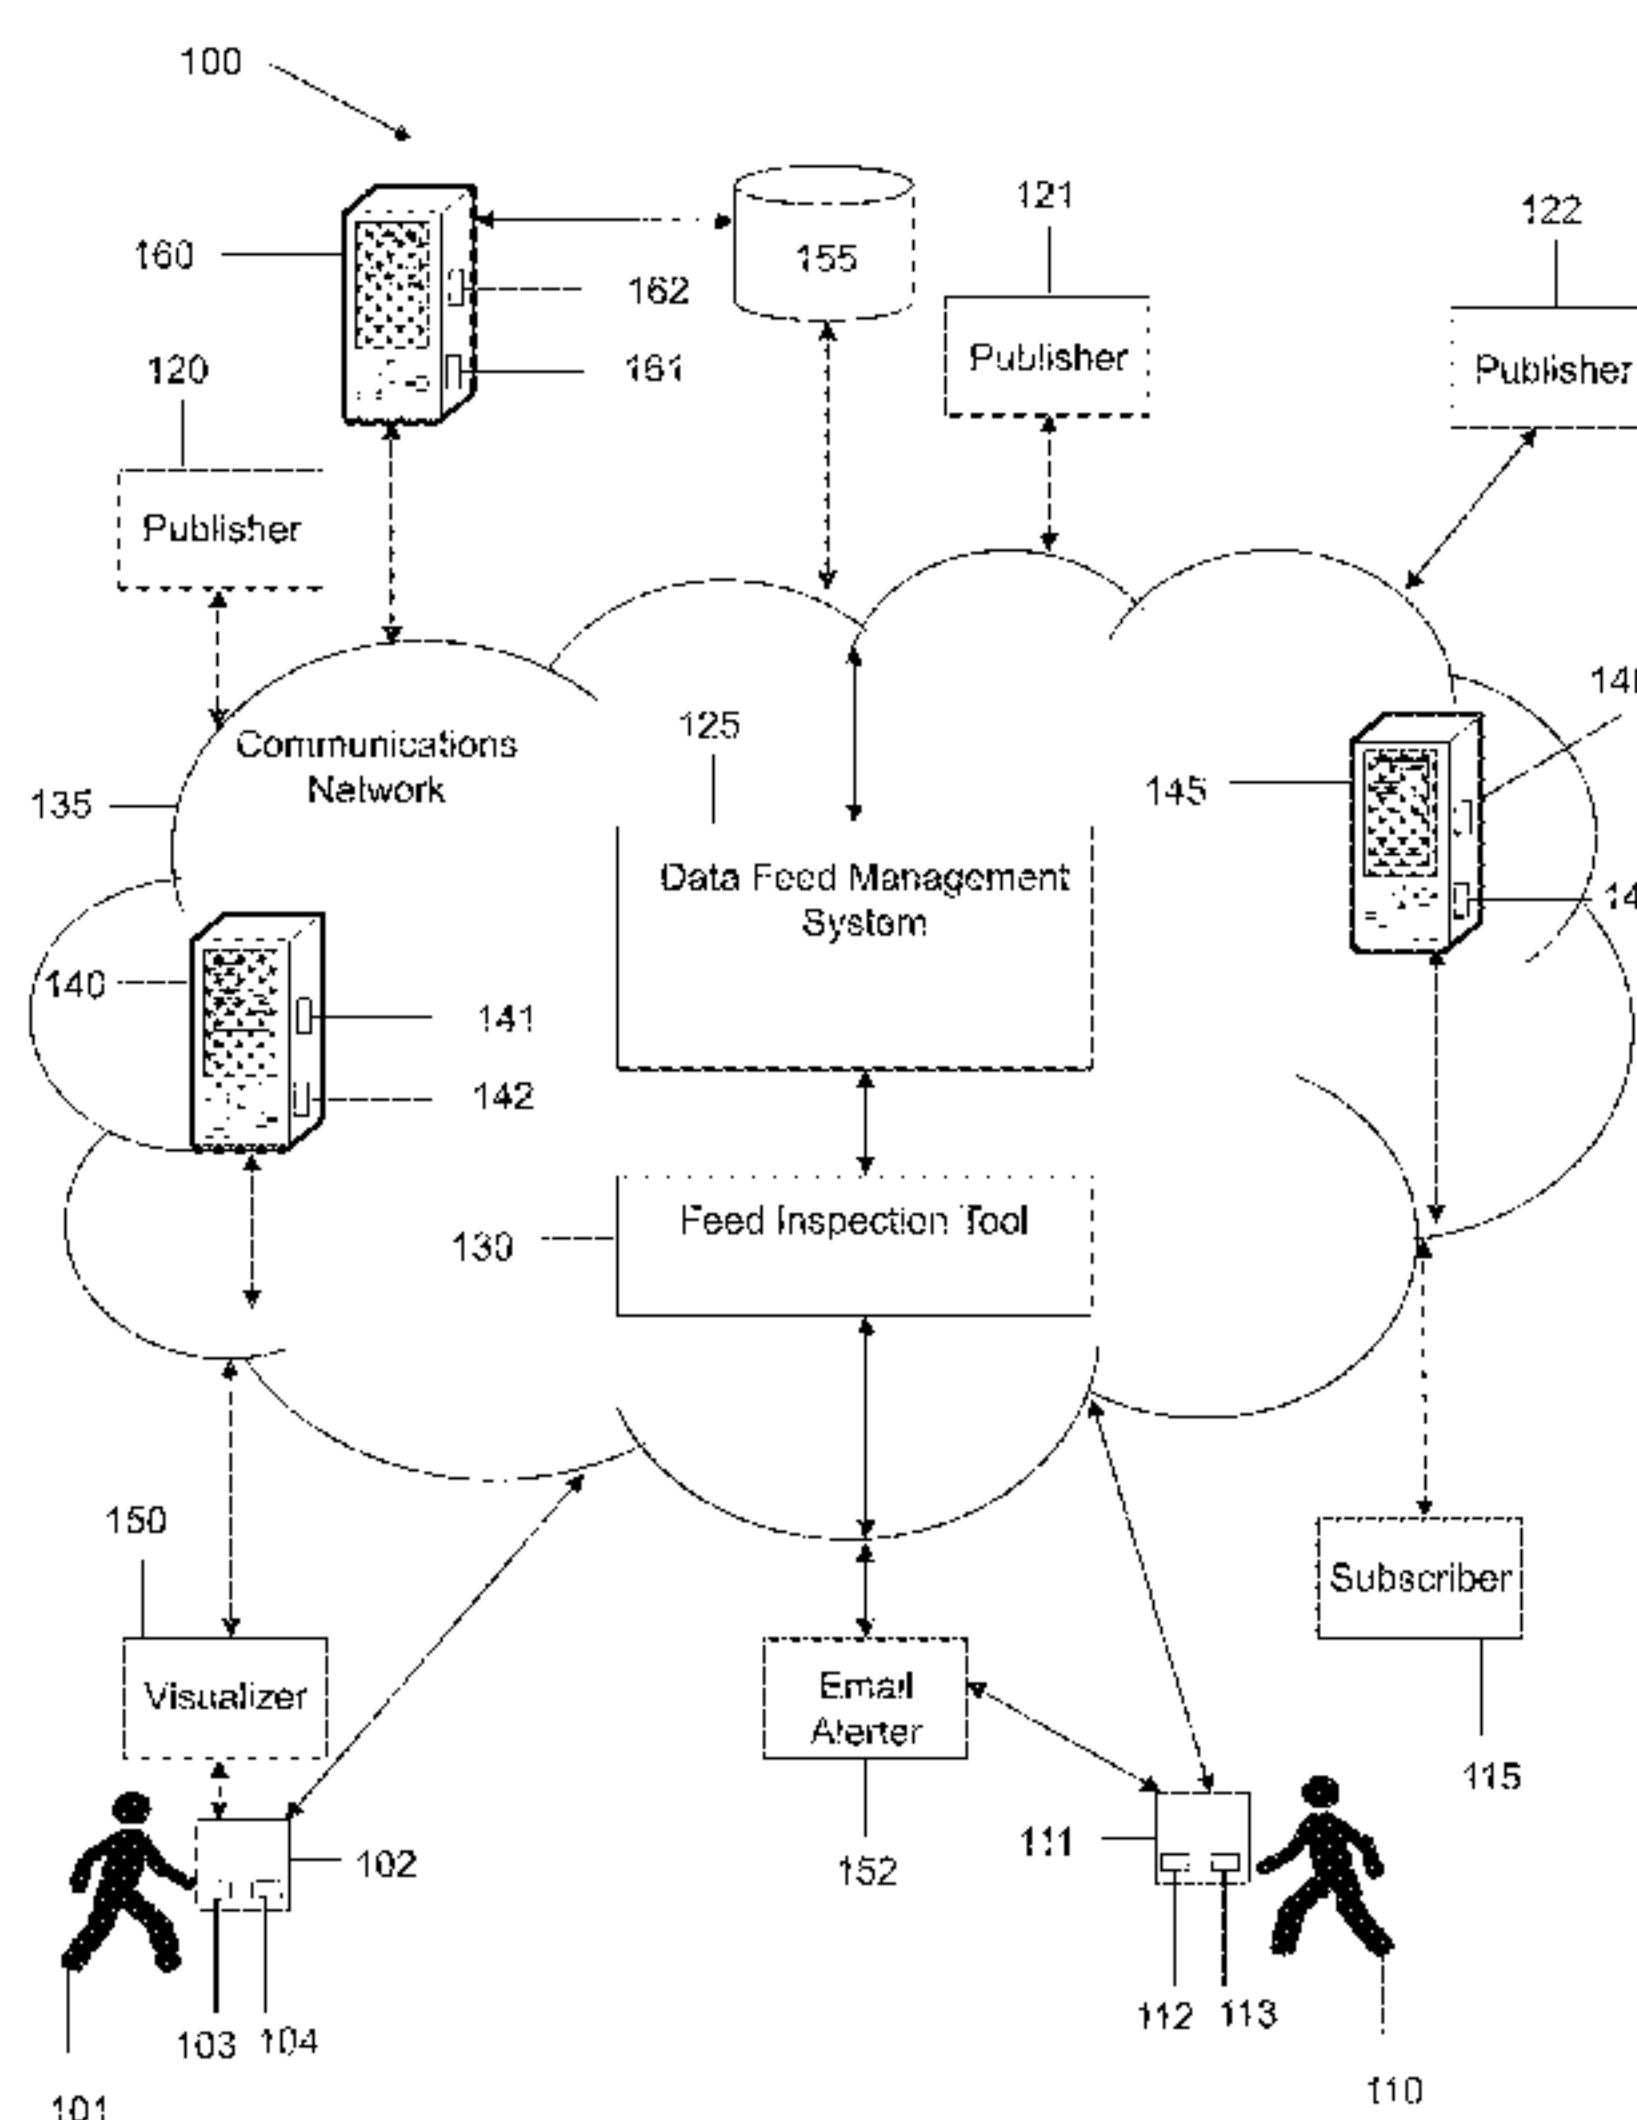 100
121
122
160
155
162
Publisher
161
Publisher
120
Publisher
125
Communications
Network
145
135
Data Feed Management
System
140
141
142
Feed Inspection Tool
130
150
Subscriber
Visualizer
Email
Alerter
115
111
102
152
112
113
103
104
110
101